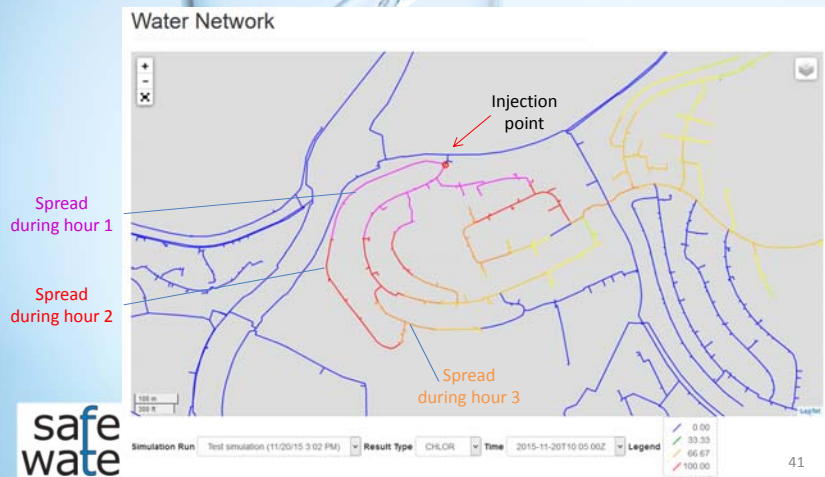 Water Network
+
-
Injection
point
Spread
during hour 1
Spread
during hour 2
Spread
during hour 3
100 m
300 ft
Leaflet
safe
wate
Simulation Run Test simulation (11/20/15 3:02 PM) Result Type CHLOR Time 2015-11-20T10:05:00Z Legend
0.00
33.33
66.67
100.00
41